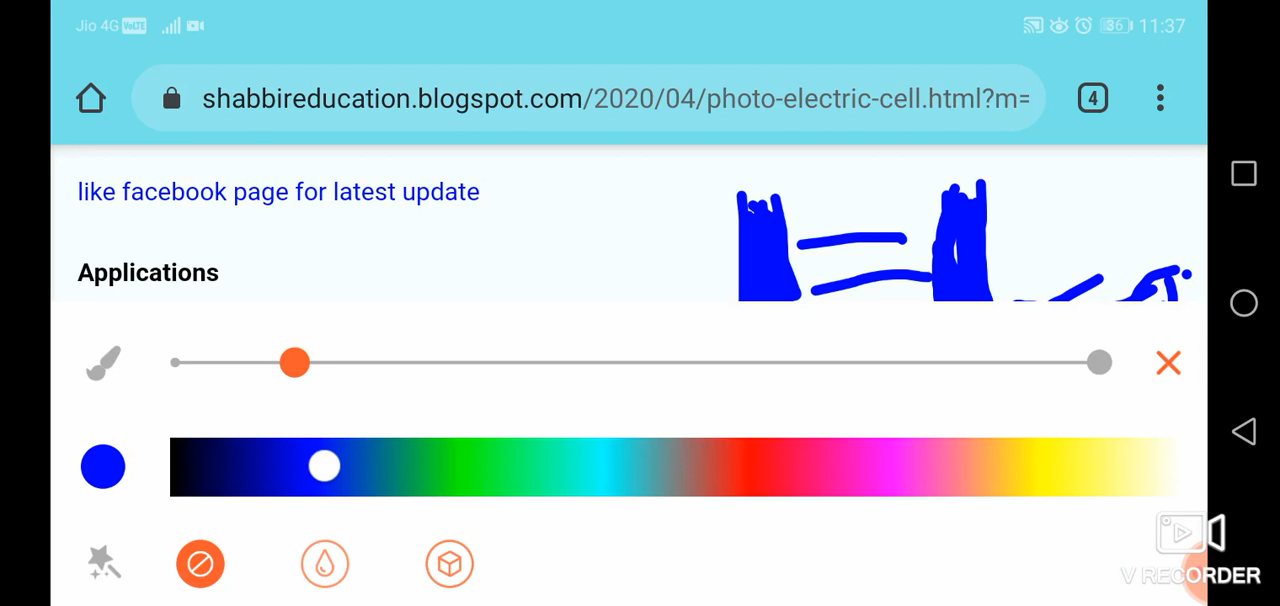 Jio 4G VoLTE 36 11:37
shabbireducation.blogspot.com/2020/04/photo-electric-cell.html?m= 4
like facebook page for latest update
Applications
V RECORDER